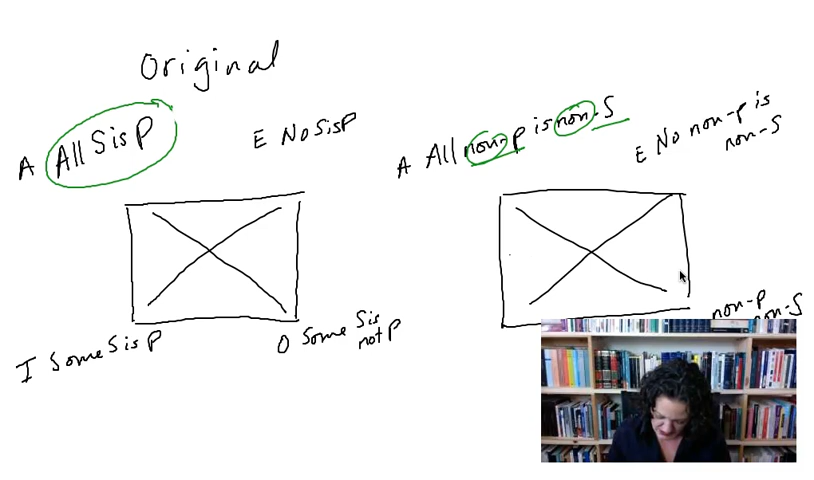 Original
A All S is P
E No S is P
I Some S is P
O Some S is
not P
A All non-P is non-S
E No non-P is
non-S
non-P
non-S